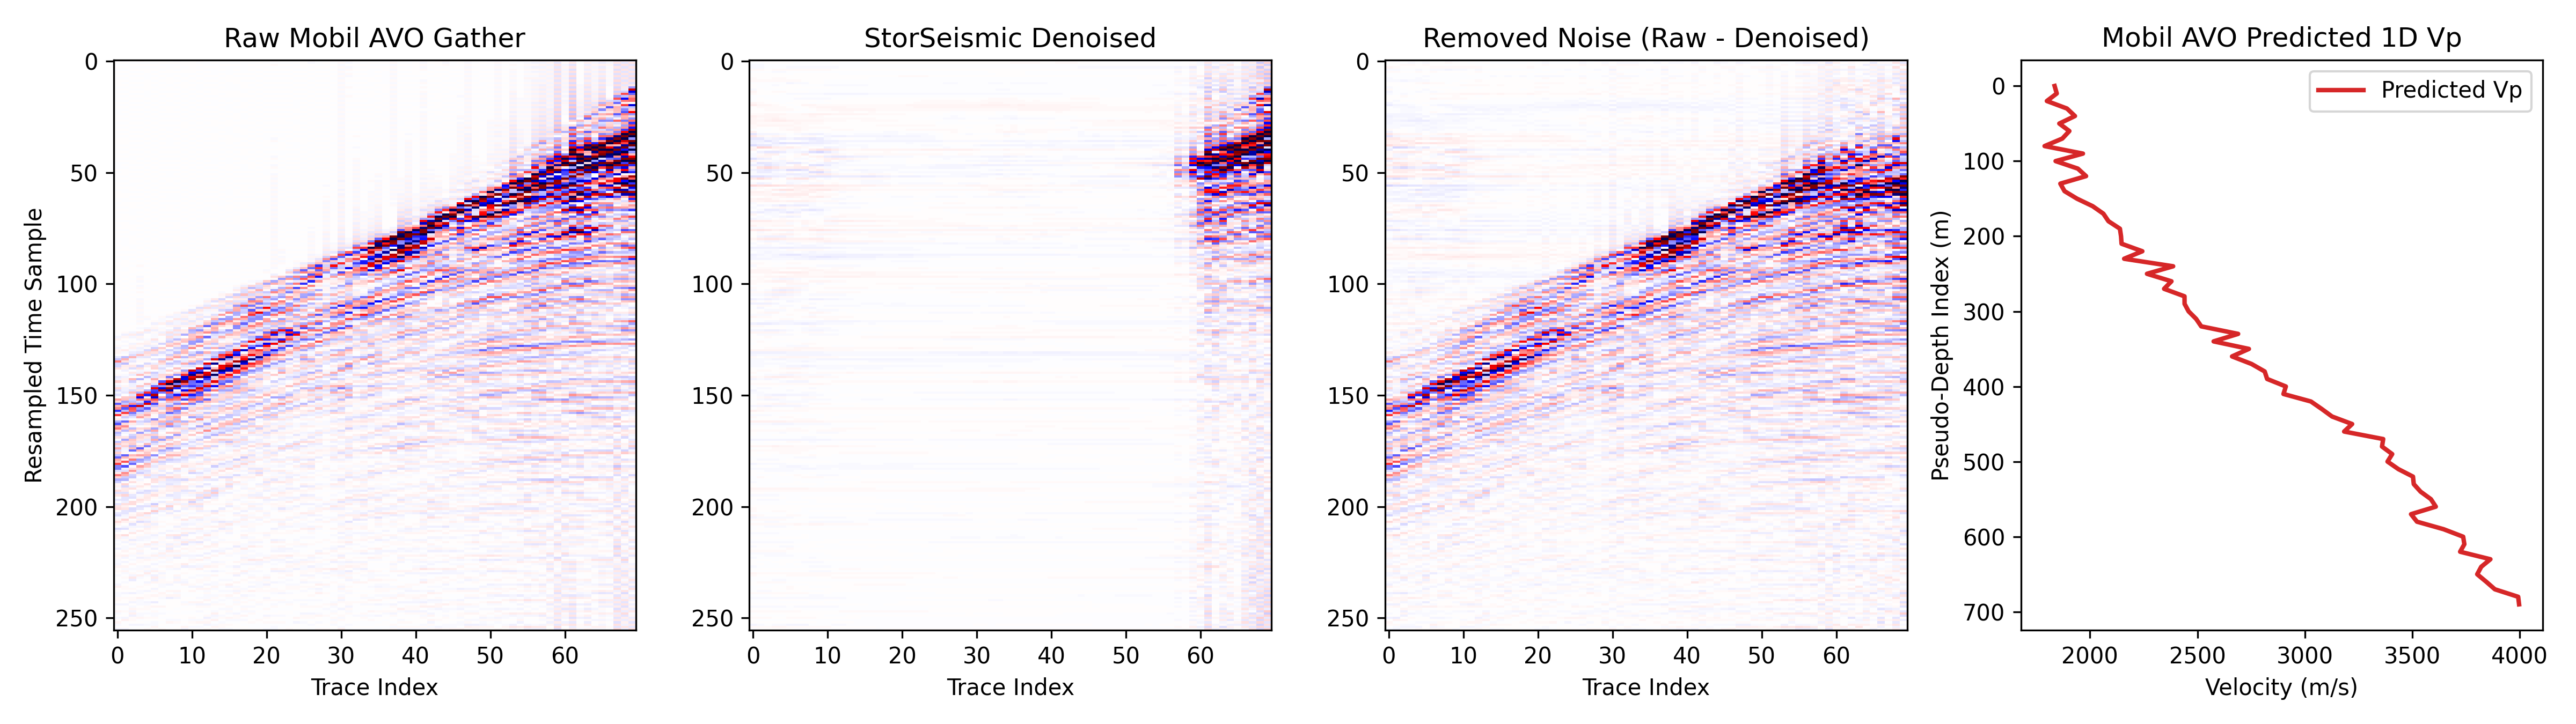 Raw Mobil AVO Gather
0
50
100
150
200
250
Resampled Time Sample
0 10 20 30 40 50 60
Trace Index
StorSeismic Denoised
0
50
100
150
200
250
0 10 20 30 40 50 60
Trace Index
Removed Noise (Raw - Denoised)
0
50
100
150
200
250
0 10 20 30 40 50 60
Trace Index
Mobil AVO Predicted 1D Vp
Predicted Vp
0
100
200
300
400
500
600
700
Pseudo-Depth Index (m)
2000 2500 3000 3500 4000
Velocity (m/s)